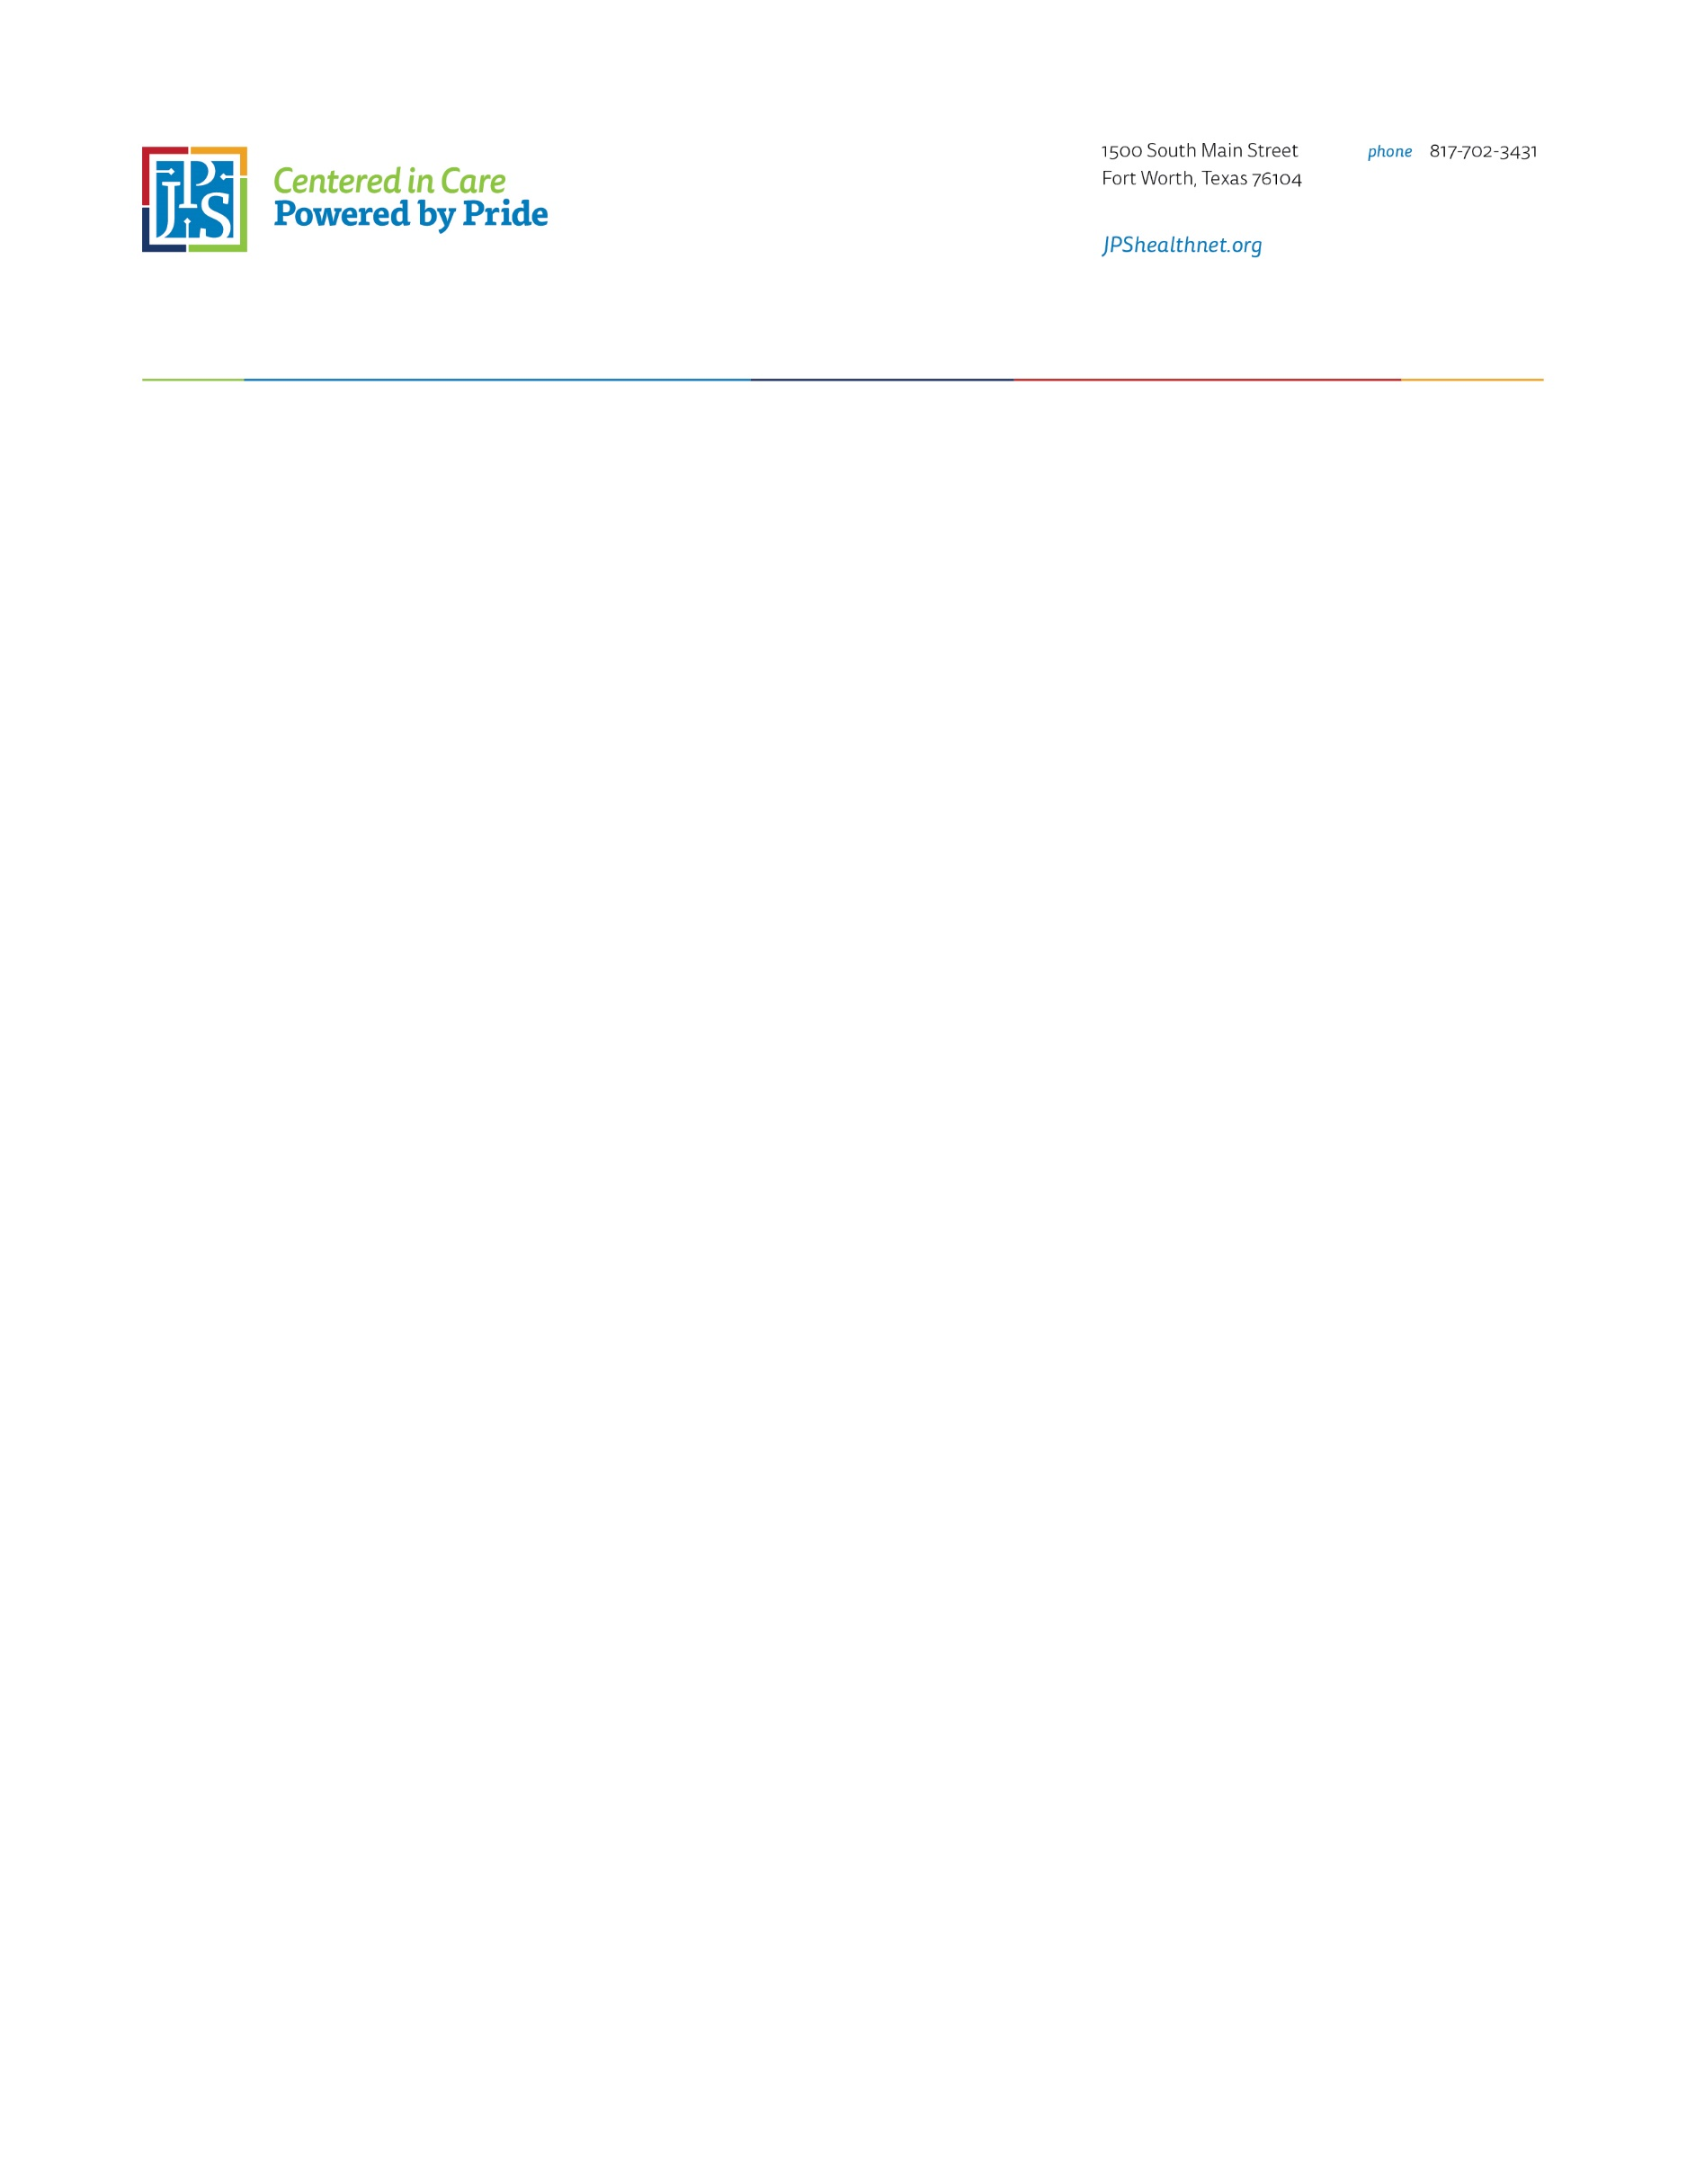 JPS
Centered in Care
Powered by Pride
1500 South Main Street
Fort Worth, Texas 76104
phone 817-702-3431
JPShealthnet.org